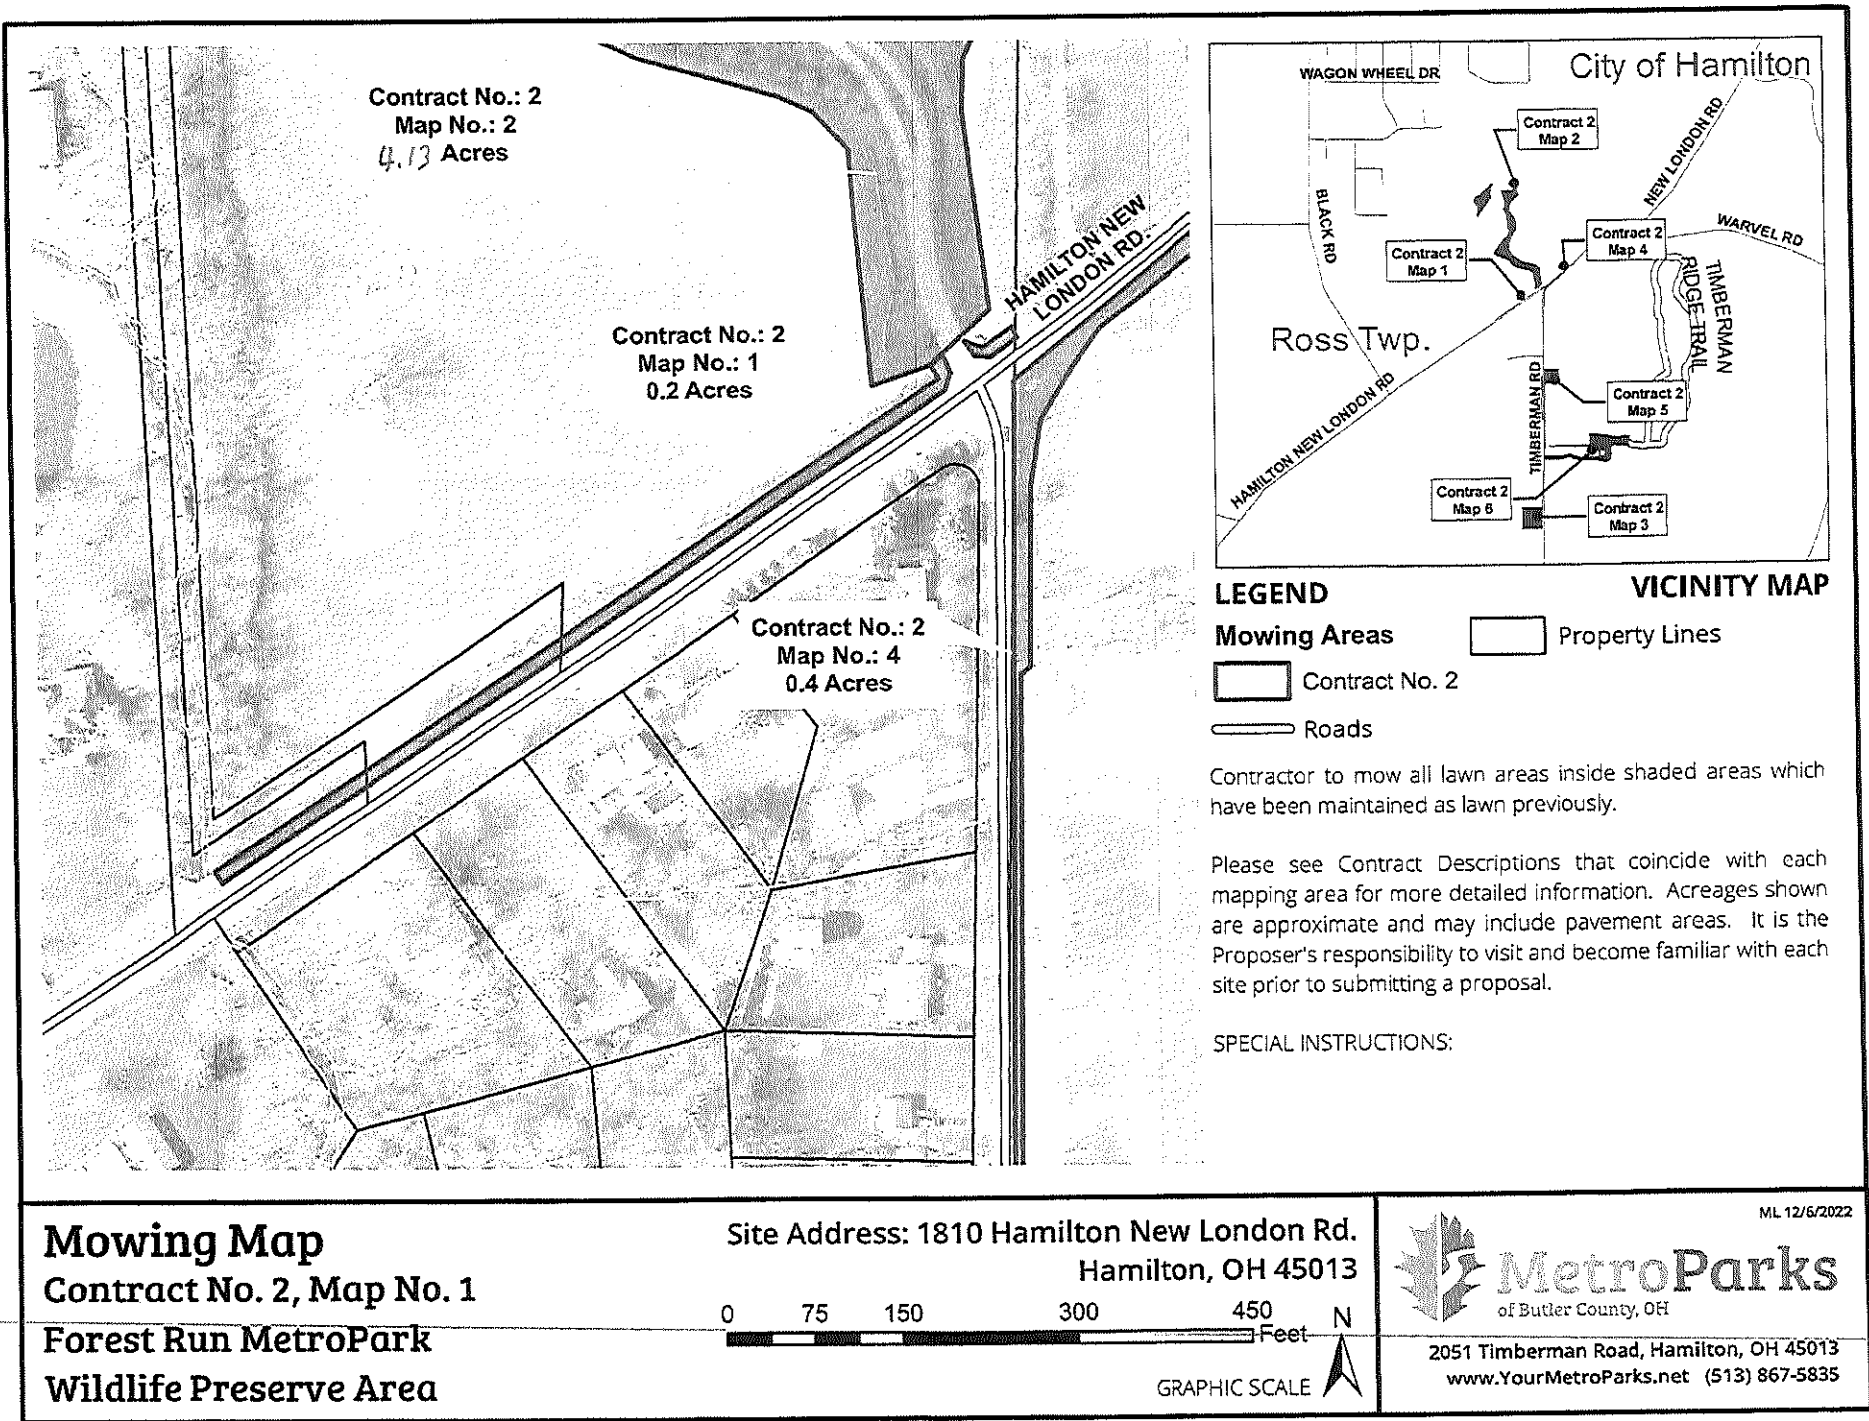 Contract No.: 2
Map No.: 2
4.13 Acres
HAMILTON NEW
LONDON RD.
Contract No.: 2
Map No.: 1
0.2 Acres
Contract No.: 2
Map No.: 4
0.4 Acres
City of Hamilton
WAGON WHEEL DR
Contract 2
Map 2
NEW LONDON RD
BLACK RD
Contract 2
Map 4
WARVEL RD
Contract 2
Map 1
TIMBERMAN
RIDGE TRAIL
Ross Twp.
HAMILTON NEW LONDON RD
TIMBERMAN RD
Contract 2
Map 5
Contract 2
Map 6
Contract 2
Map 3
LEGEND
VICINITY MAP
Mowing Areas
Property Lines
Contract No. 2
Roads
Contractor to mow all lawn areas inside shaded areas which
have been maintained as lawn previously.
Please see Contract Descriptions that coincide with each
mapping area for more detailed information. Acreages shown
are approximate and may include pavement areas. It is the
Proposer's responsibility to visit and become familiar with each
site prior to submitting a proposal.
SPECIAL INSTRUCTIONS:
Mowing Map
Contract No. 2, Map No. 1
Forest Run MetroPark
Wildlife Preserve Area
Site Address: 1810 Hamilton New London Rd.
Hamilton, OH 45013
0 75 150 300 450
Feet
N
GRAPHIC SCALE
ML 12/6/2022
MetroParks
of Butler County, OH
2051 Timberman Road, Hamilton, OH 45013
www.YourMetroParks.net (513) 867-5835